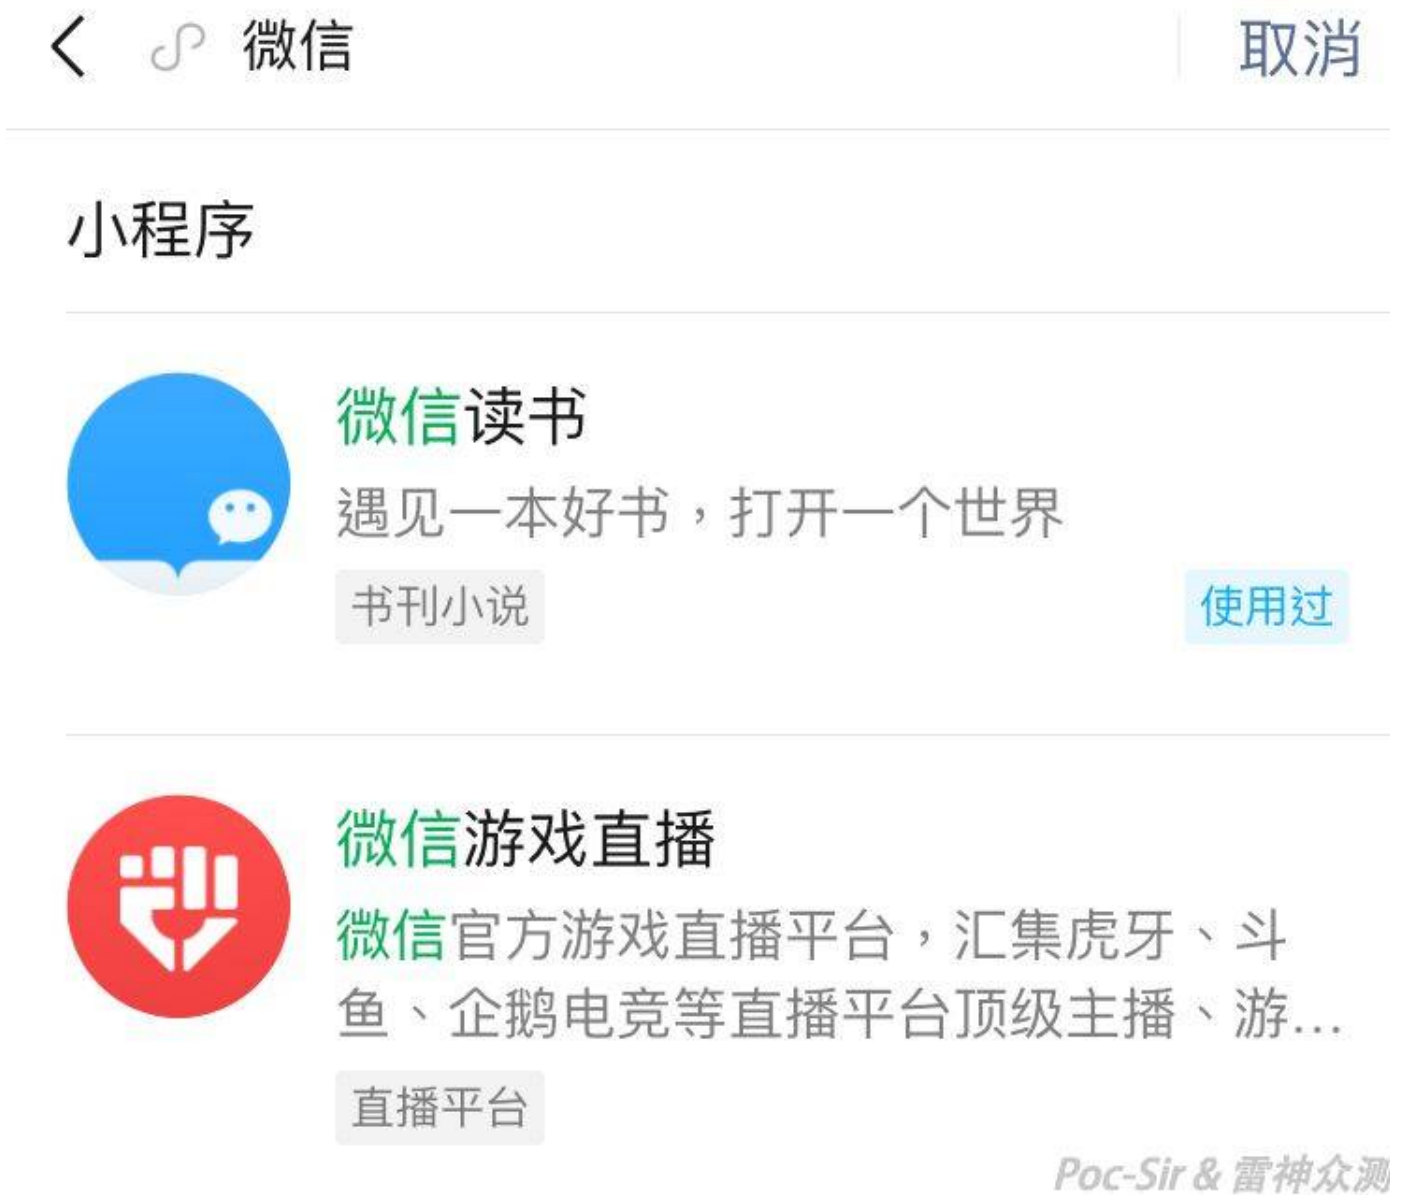 微信
取消
小程序
微信读书
遇见一本好书，打开一个世界
书刊小说
使用过
微信游戏直播
微信官方游戏直播平台，汇集虎牙、斗
鱼、企鹅电竞等直播平台顶级主播、游...
直播平台
Poc-Sir & 雷神众测